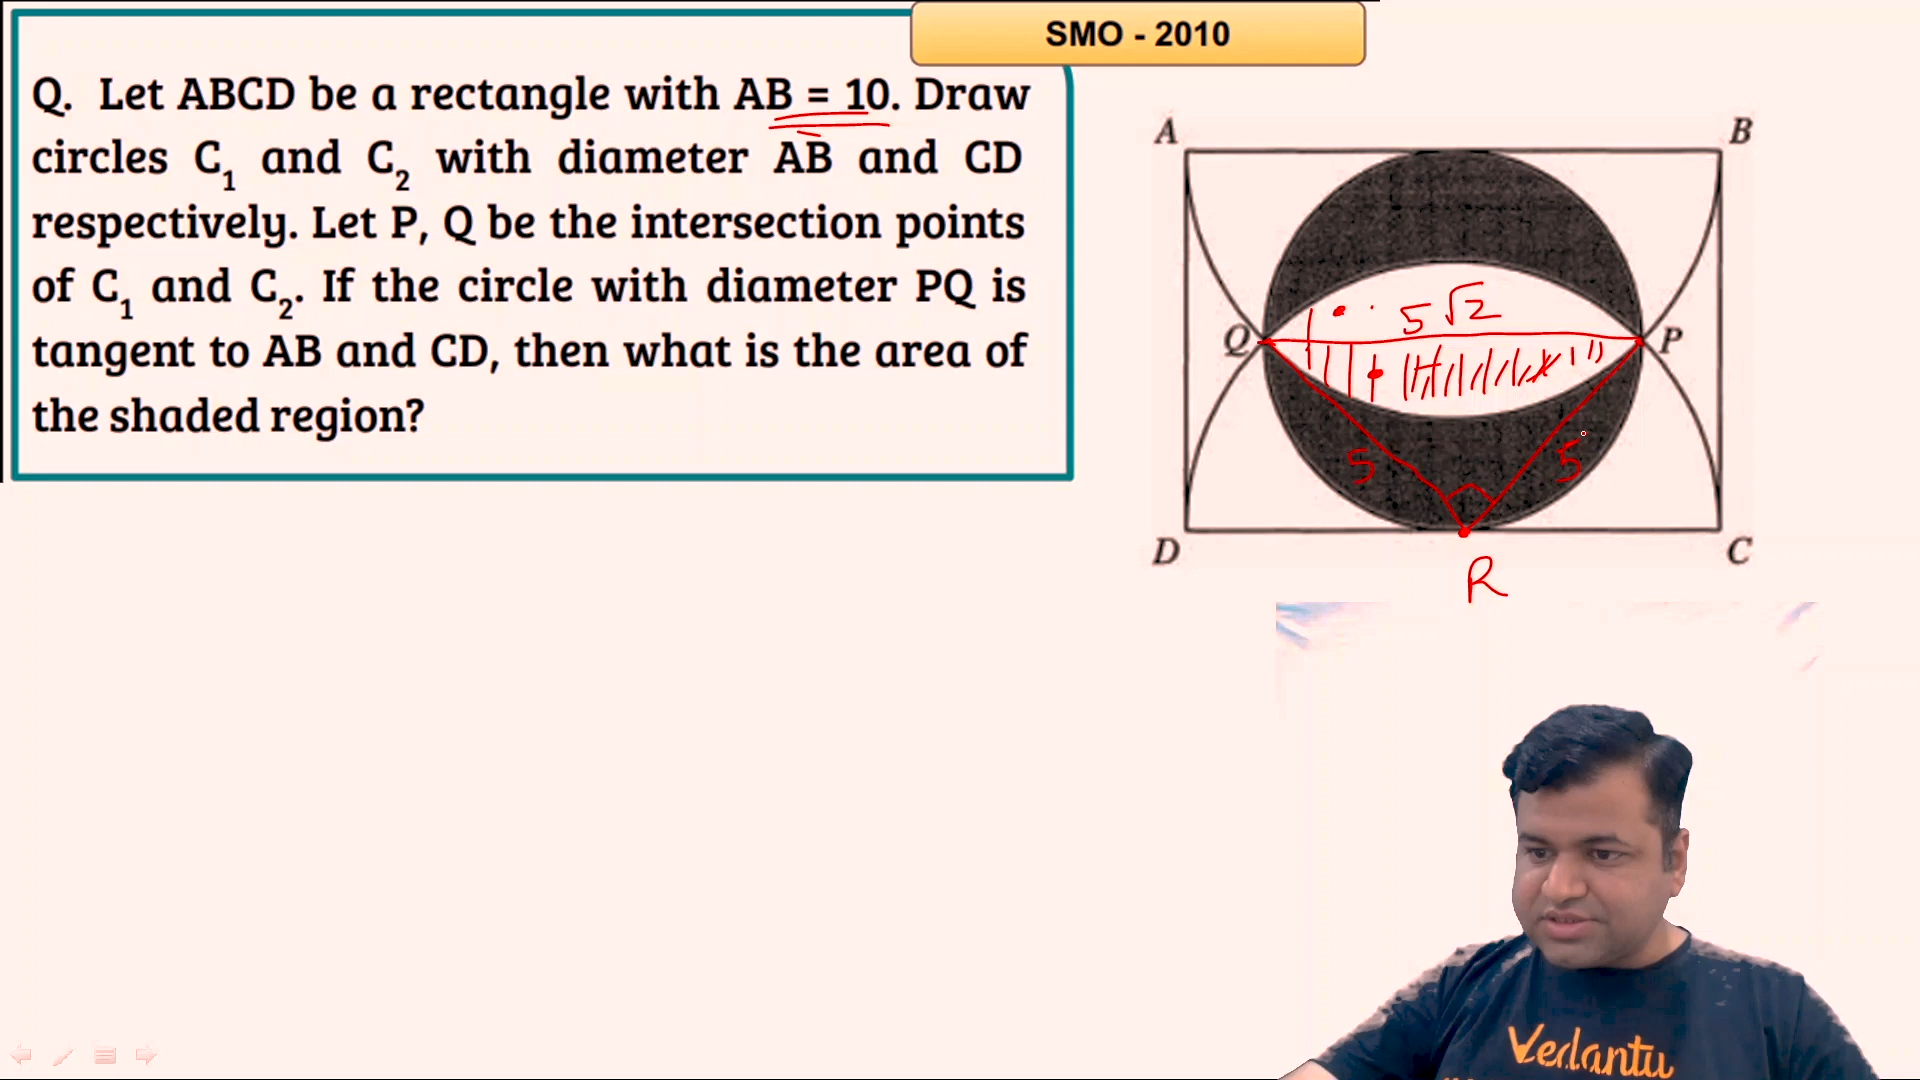 SMO - 2010
Q. Let ABCD be a rectangle with AB = 10. Draw
circles C₁ and C₂ with diameter AB and CD
respectively. Let P, Q be the intersection points
of C₁ and C₂. If the circle with diameter PQ is
tangent to AB and CD, then what is the area of
the shaded region?
A
B
5√2
Q
P
5
5
D
C
R
Vedantu